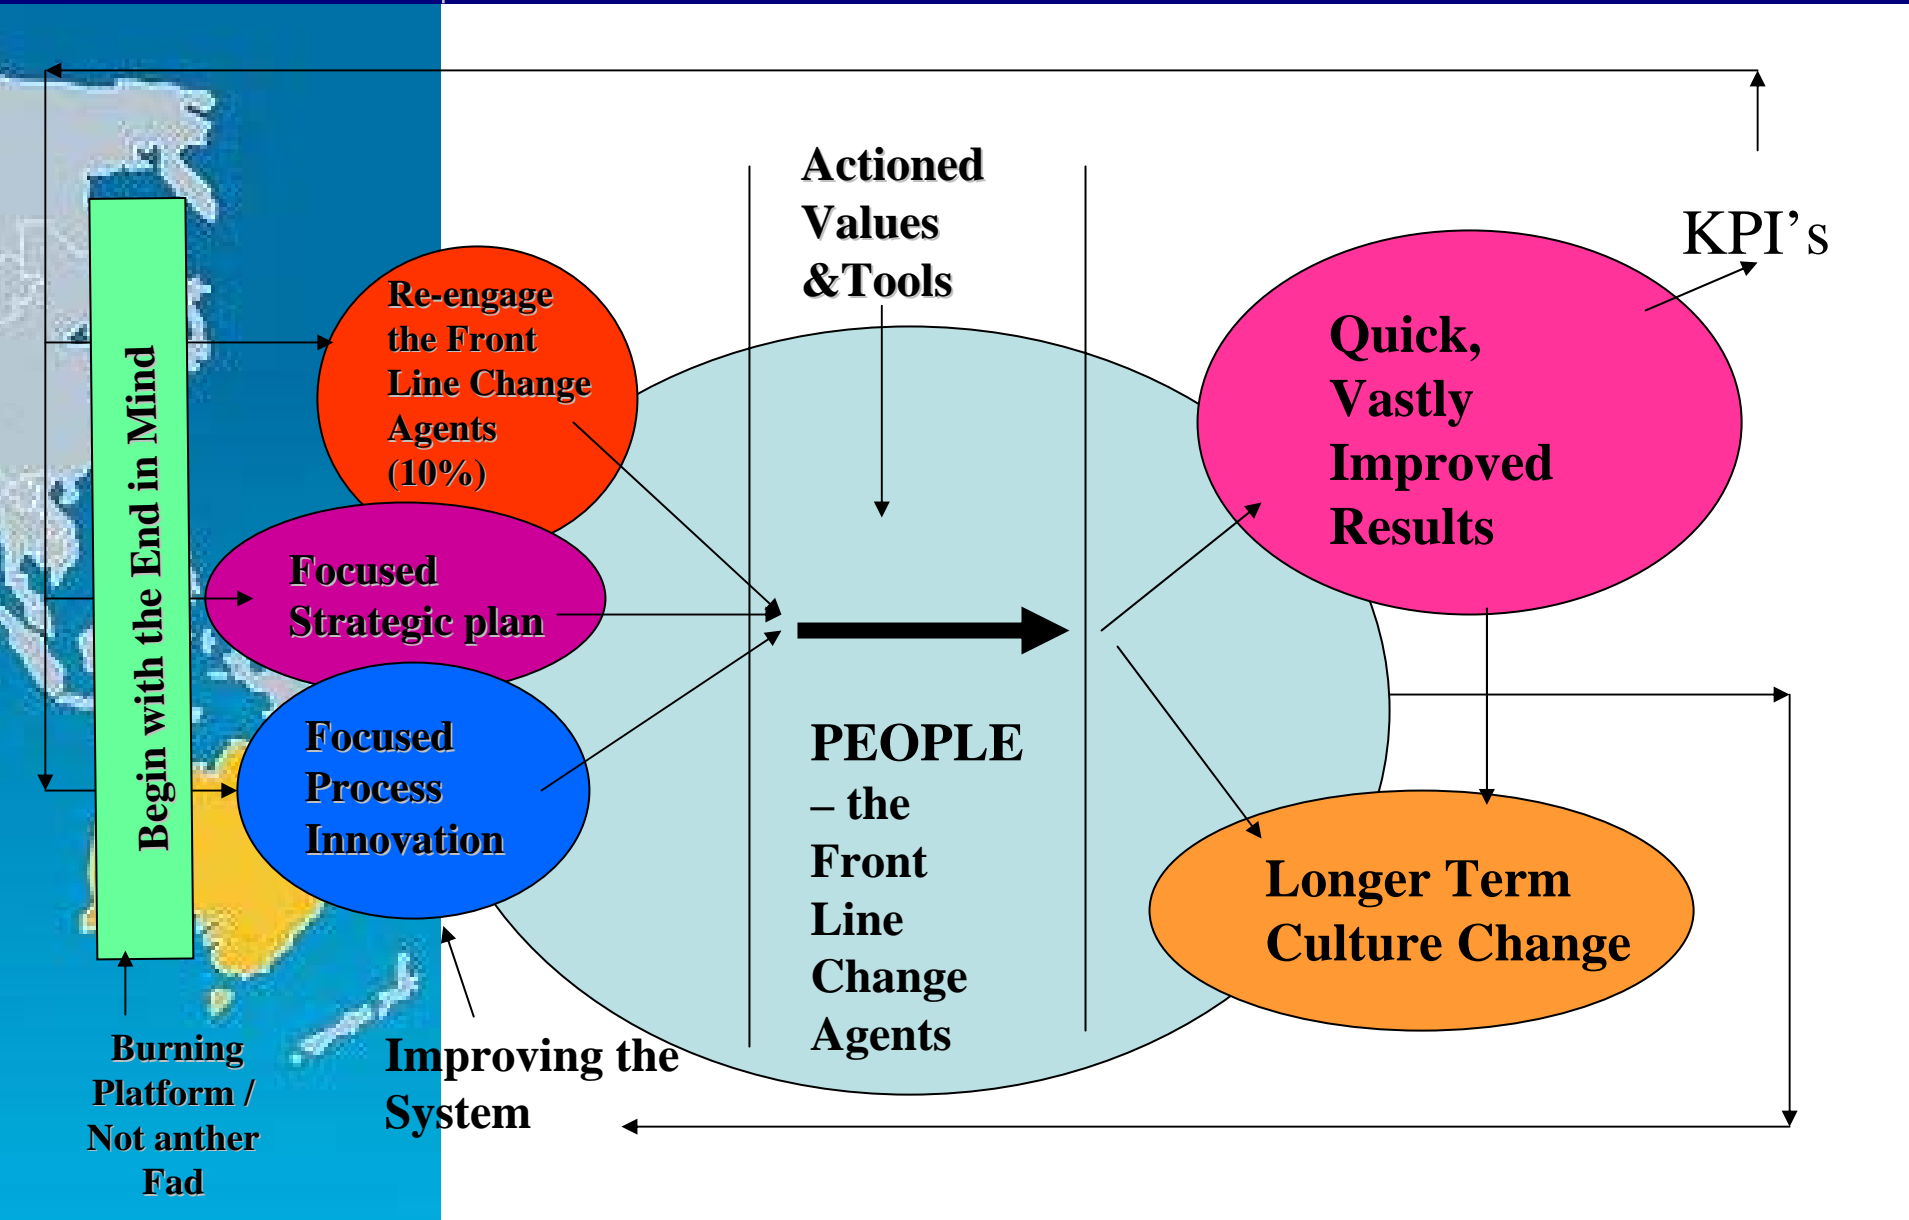 Actioned
Values
&Tools
KPI’s
Re-engage
the Front
Line Change
Agents
(10%)
Quick,
Vastly
Improved
Results
Begin with the End in Mind
Focused
Strategic plan
Focused
Process
Innovation
PEOPLE
– the
Front
Line
Change
Agents
Longer Term
Culture Change
Burning
Platform /
Not anther
Fad
Improving the
System